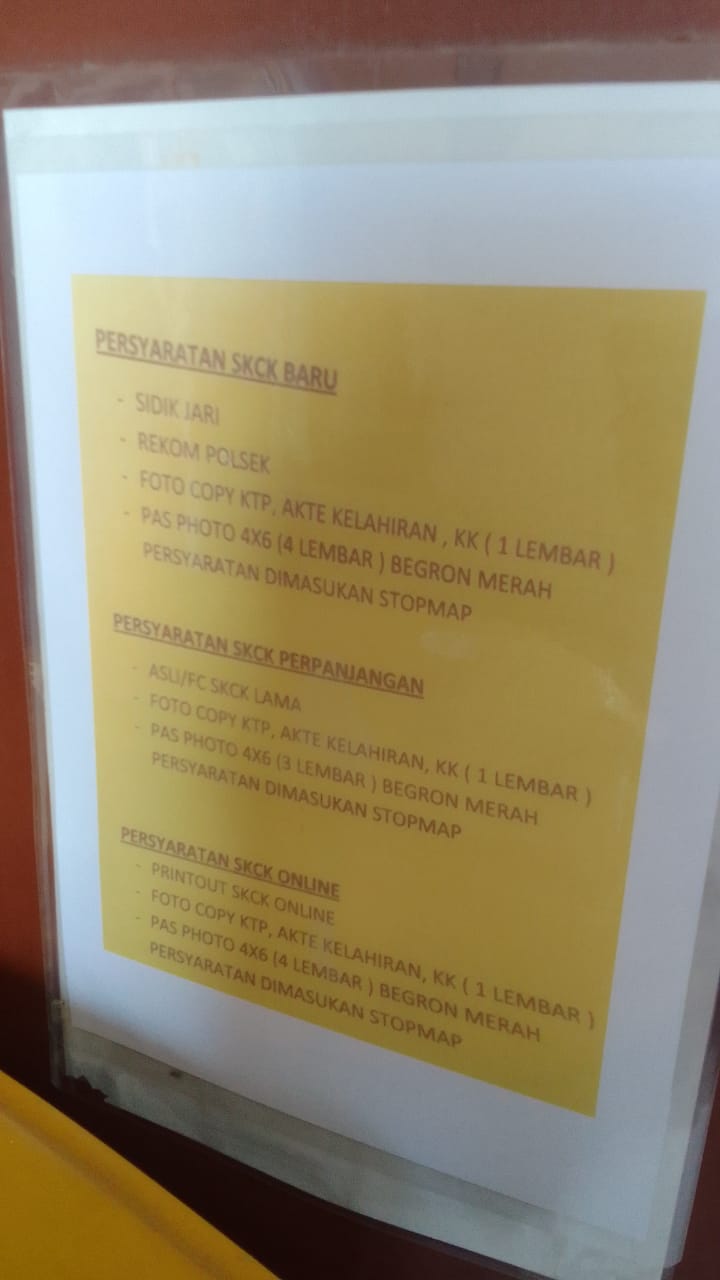 PERSYARATAN SKCK BARU
- SIDIK JARI
- REKOM POLSEK
- FOTO COPY KTP, AKTE KELAHIRAN , KK ( 1 LEMBAR )
- PAS PHOTO 4X6 (4 LEMBAR ) BEGRON MERAH
PERSYARATAN DIMASUKAN STOPMAP
PERSYARATAN SKCK PERPANJANGAN
- ASLI/FC SKCK LAMA
- FOTO COPY KTP, AKTE KELAHIRAN, KK ( 1 LEMBAR )
- PAS PHOTO 4X6 (3 LEMBAR ) BEGRON MERAH
PERSYARATAN DIMASUKAN STOPMAP
PERSYARATAN SKCK ONLINE
- PRINTOUT SKCK ONLINE
- FOTO COPY KTP, AKTE KELAHIRAN, KK ( 1 LEMBAR )
- PAS PHOTO 4X6 (4 LEMBAR ) BEGRON MERAH
PERSYARATAN DIMASUKAN STOPMAP